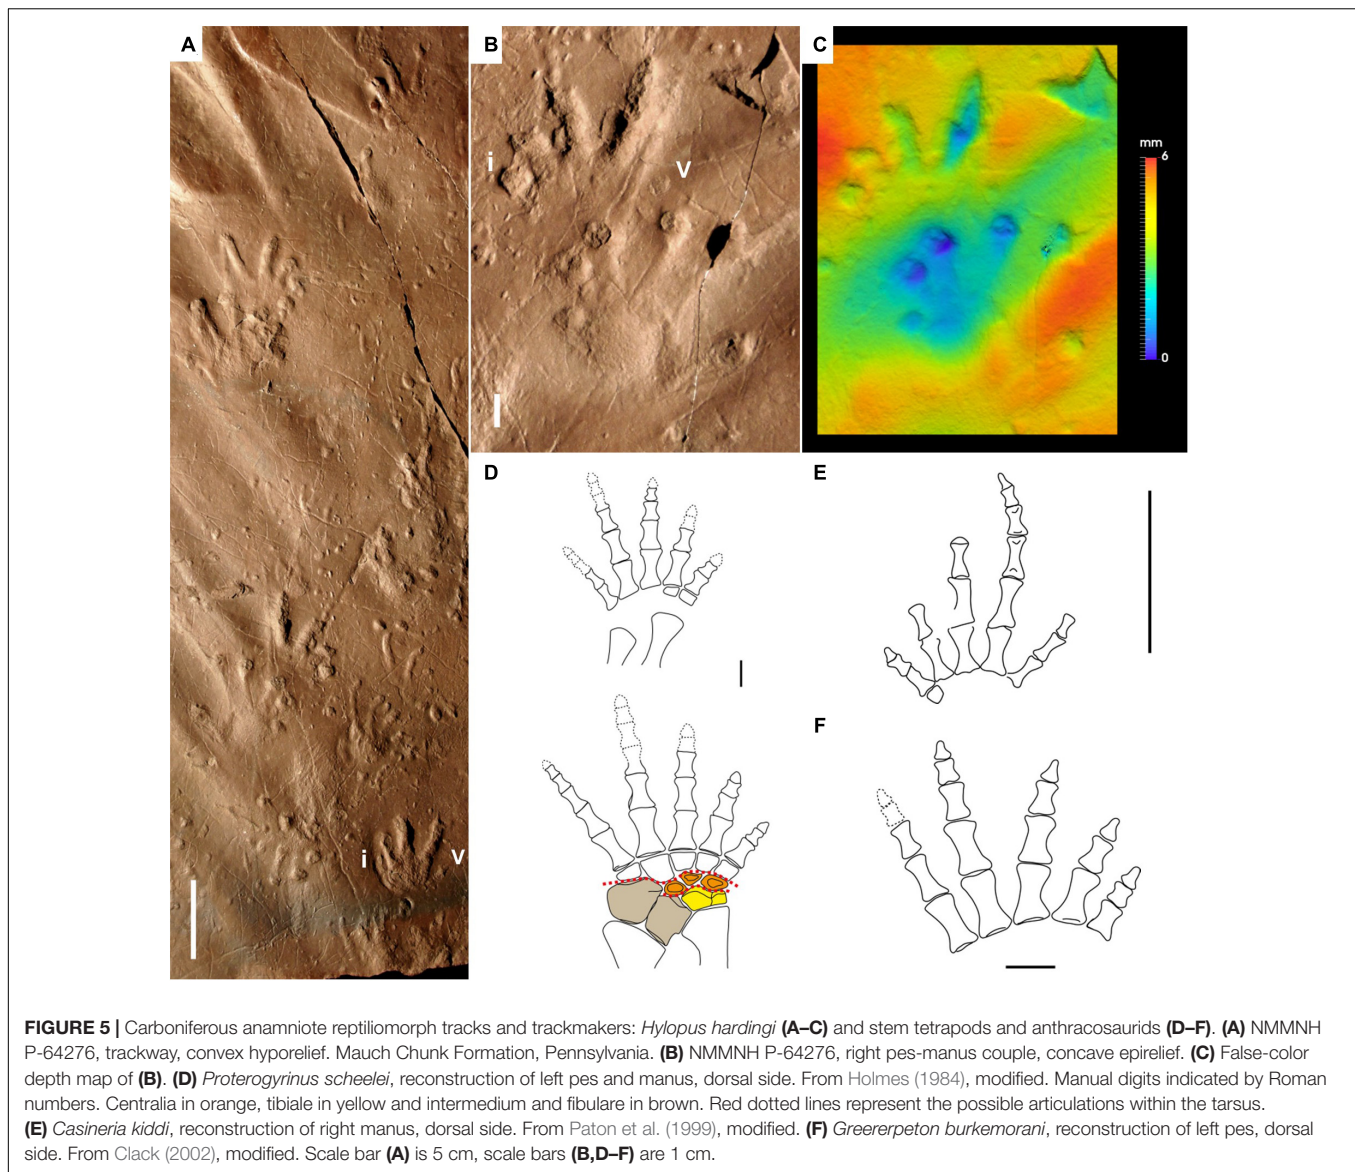 A
B
C
i
V
mm
6
0
i
V
D
E
F
FIGURE 5 | Carboniferous anamniote reptiliomorph tracks and trackmakers: Hylopus hardingi (A–C) and stem tetrapods and anthracosaurids (D–F). (A) NMMNH
P-64276, trackway, convex hyporelief. Mauch Chunk Formation, Pennsylvania. (B) NMMNH P-64276, right pes-manus couple, concave epirelief. (C) False-color
depth map of (B). (D) Proterogyrinus scheelei, reconstruction of left pes and manus, dorsal side. From Holmes (1984), modified. Manual digits indicated by Roman
numbers. Centralia in orange, tibiale in yellow and intermedium and fibulare in brown. Red dotted lines represent the possible articulations within the tarsus.
(E) Casineria kiddi, reconstruction of right manus, dorsal side. From Paton et al. (1999), modified. (F) Greererpeton burkemorani, reconstruction of left pes, dorsal
side. From Clack (2002), modified. Scale bar (A) is 5 cm, scale bars (B,D–F) are 1 cm.